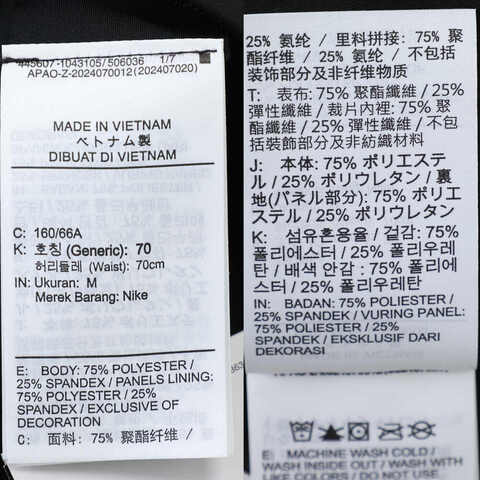 445607-1043105/506036 1/7
APAO-Z-2024070012 (202407020)
MADE IN VIETNAM
ベトナム製
DIBUAT DI VIETNAM
C: 160/66A
K: 호칭 (Generic): 70
허리둘레 (Waist): 70cm
IN: Ukuran: M
Merek Barang: Nike
E: BODY: 75% POLYESTER /
25% SPANDEX / PANELS LINING:
75% POLYESTER / 25%
SPANDEX / EXCLUSIVE OF
DECORATION
C: 面料: 75% 聚酯纤维 /
25% 氨纶 / 里料拼接: 75% 聚
酯纤维 / 25% 氨纶 / 不包括
装饰部分及非纤维物质
T: 表布: 75% 聚酯纖維 / 25%
彈性纖維 / 裁片內裡: 75% 聚
酯纖維 / 25% 彈性纖維 / 不包
括裝飾部分及非紡織材料
J: 本体: 75% ポリエステ
ル / 25% ポリウレタン / 裏
地(パネル部分): 75% ポリエ
ステル / 25% ポリウレタン
K: 섬유혼용율 / 겉감: 75%
폴리에스터 / 25% 폴리우레
탄 / 배색 안감 : 75% 폴리에스
터 / 25% 폴리우레탄
IN: BADAN: 75% POLIESTER /
25% SPANDEK / VURING PANEL:
75% POLIESTER / 25%
SPANDEK / EKSKLUSIF DARI
DEKORASI
E: MACHINE WASH COLD /
WASH INSIDE OUT / WASH WITH
LIKE COLORS / DO NOT USE